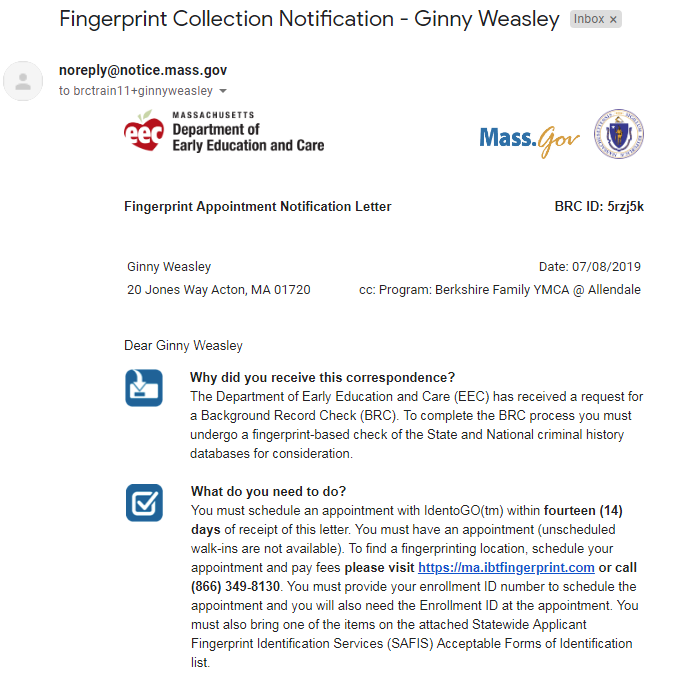 Fingerprint Collection Notification - Ginny Weasley Inbox x
noreply@notice.mass.gov
to brctrain11+ginnyweasley
eec MASSACHUSETTS
Department of
Early Education and Care
Mass.Gov
Fingerprint Appointment Notification Letter BRC ID: 5rzj5k
Ginny Weasley Date: 07/08/2019
20 Jones Way Acton, MA 01720 cc: Program: Berkshire Family YMCA @ Allendale
Dear Ginny Weasley
Why did you receive this correspondence?
The Department of Early Education and Care (EEC) has received a request for
a Background Record Check (BRC). To complete the BRC process you must
undergo a fingerprint-based check of the State and National criminal history
databases for consideration.
What do you need to do?
You must schedule an appointment with IdentoGO(tm) within fourteen (14)
days of receipt of this letter. You must have an appointment (unscheduled
walk-ins are not available). To find a fingerprinting location, schedule your
appointment and pay fees please visit https://ma.ibtfingerprint.com or call
(866) 349-8130. You must provide your enrollment ID number to schedule the
appointment and you will also need the Enrollment ID at the appointment. You
must also bring one of the items on the attached Statewide Applicant
Fingerprint Identification Services (SAFIS) Acceptable Forms of Identification
list.